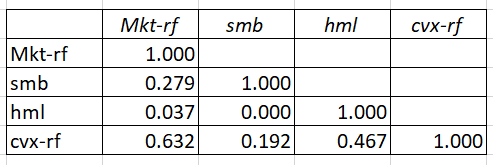 Mkt-rf smb hml cvx-rf
Mkt-rf 1.000
smb 0.279 1.000
hml 0.037 0.000 1.000
cvx-rf 0.632 0.192 0.467 1.000